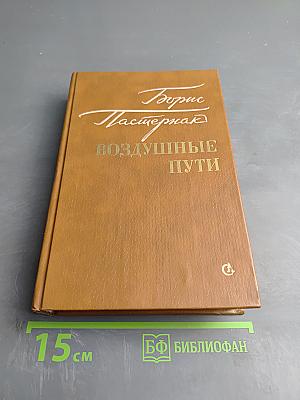 Борис
Пастернак
ВОЗДУШНЫЕ
ПУТИ
15 см
БФ БИБЛИОФАН